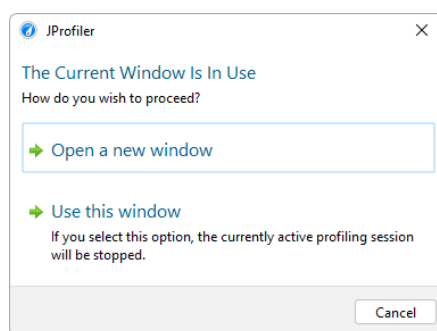 JProfiler
The Current Window Is In Use
How do you wish to proceed?
Open a new window
Use this window
If you select this option, the currently active profiling session
will be stopped.
Cancel